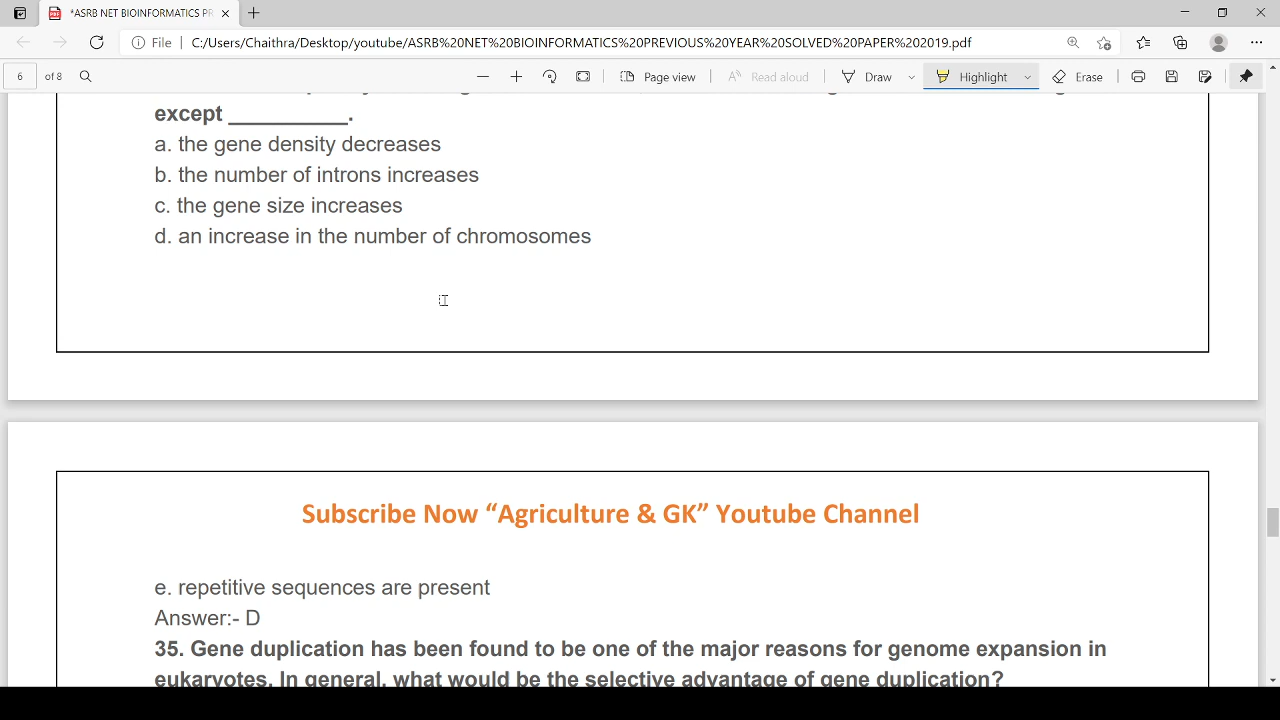 *ASRB NET BIOINFORMATICS PR
File
C:/Users/Chaithra/Desktop/youtube/ASRB%20NET%20BIOINFORMATICS%20PREVIOUS%20YEAR%20SOLVED%20PAPER%202019.pdf
6 of 8 Page view Read aloud Draw Highlight Erase
except __________.
a. the gene density decreases
b. the number of introns increases
c. the gene size increases
d. an increase in the number of chromosomes
Subscribe Now “Agriculture & GK” Youtube Channel
e. repetitive sequences are present
Answer:- D
35. Gene duplication has been found to be one of the major reasons for genome expansion in
eukaryotes. In general, what would be the selective advantage of gene duplication?